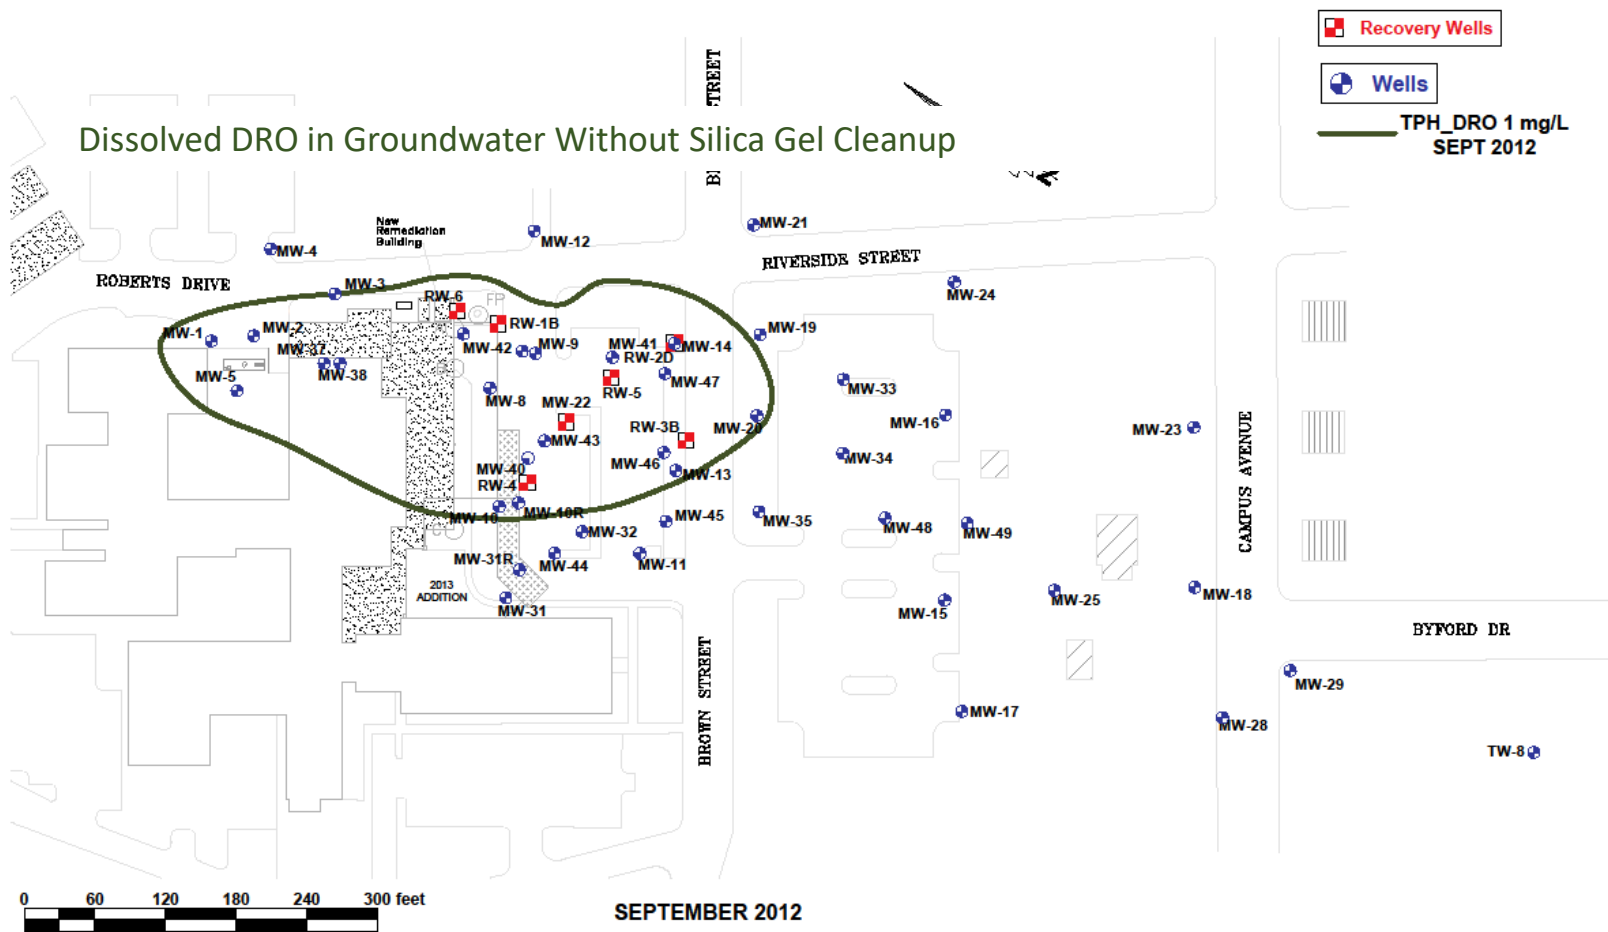 Recovery Wells
Wells
TPH_DRO 1 mg/L
SEPT 2012
Dissolved DRO in Groundwater Without Silica Gel Cleanup
STREET
New
Remediation
Building
MW-4
MW-12
MW-21
RIVERSIDE STREET
ROBERTS DRIVE
MW-3
MW-24
RW-6
FP
RW-1B
MW-1
MW-2
MW-19
MW-37
MW-42
MW-9
MW-41
MW-14
RW-2D
MW-38
MW-5
MW-47
MW-33
MW-8
RW-5
MW-22
MW-16
MW-20
MW-23
RW-3B
MW-43
MW-34
MW-40
MW-46
MW-13
RW-4
CAMPUS AVENUE
MW-10
MW-10R
MW-45
MW-35
MW-48
MW-49
MW-32
MW-31R
MW-44
MW-11
2013
ADDITION
MW-31
MW-15
MW-25
MW-18
BYFORD DR
BROWN STREET
MW-29
MW-17
MW-28
TW-8
0 60 120 180 240 300 feet
SEPTEMBER 2012